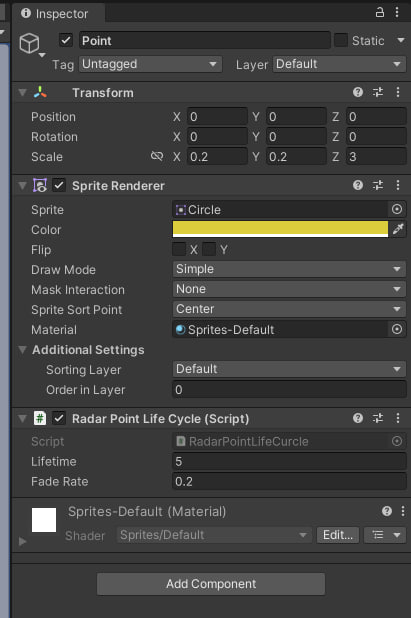 Inspector
Point
Static
Tag Untagged Layer Default
Transform
Position X 0 Y 0 Z 0
Rotation X 0 Y 0 Z 0
Scale X 0.2 Y 0.2 Z 3
Sprite Renderer
Sprite Circle
Color
Flip X Y
Draw Mode Simple
Mask Interaction None
Sprite Sort Point Center
Material Sprites-Default
Additional Settings
Sorting Layer Default
Order in Layer 0
# Radar Point Life Cycle (Script)
Script # RadarPointLifeCurcle
Lifetime 5
Fade Rate 0.2
Sprites-Default (Material)
Shader Sprites/Default Edit...
Add Component